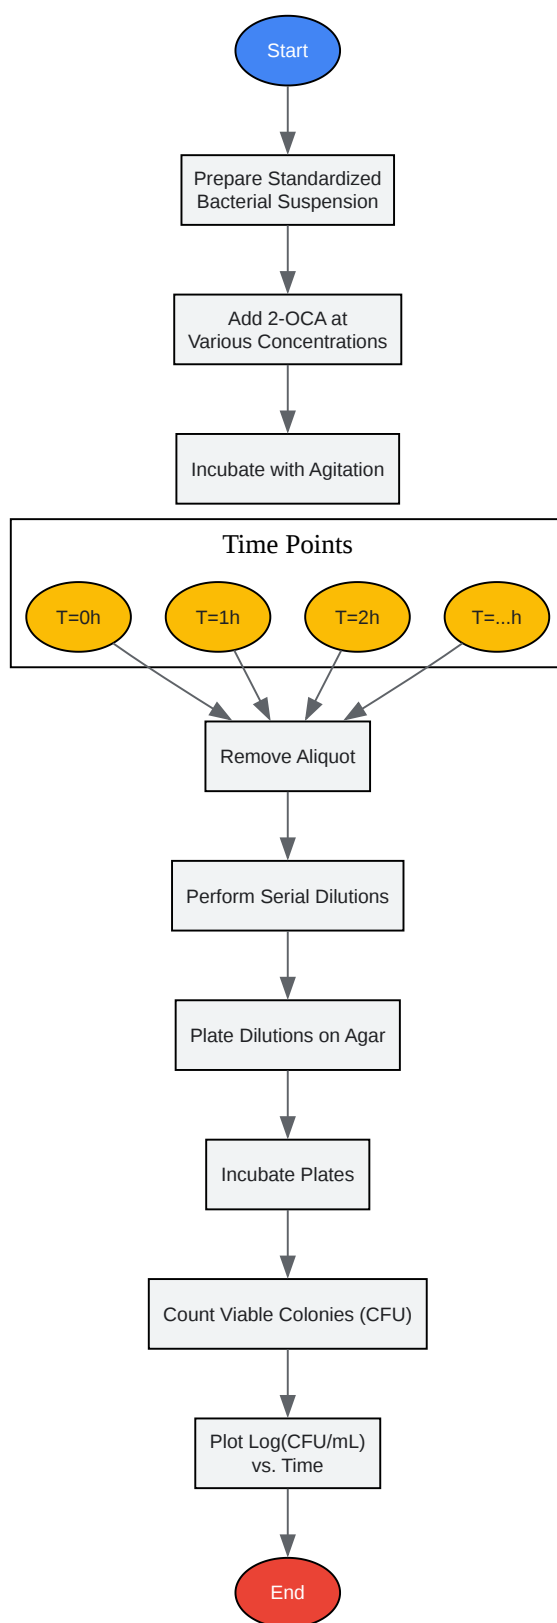 Start
Prepare Standardized
Bacterial Suspension
Add 2-OCA at
Various Concentrations
Incubate with Agitation
Time Points
T=0h
T=1h
T=2h
T=...h
Remove Aliquot
Perform Serial Dilutions
Plate Dilutions on Agar
Incubate Plates
Count Viable Colonies (CFU)
Plot Log(CFU/mL)
vs. Time
End